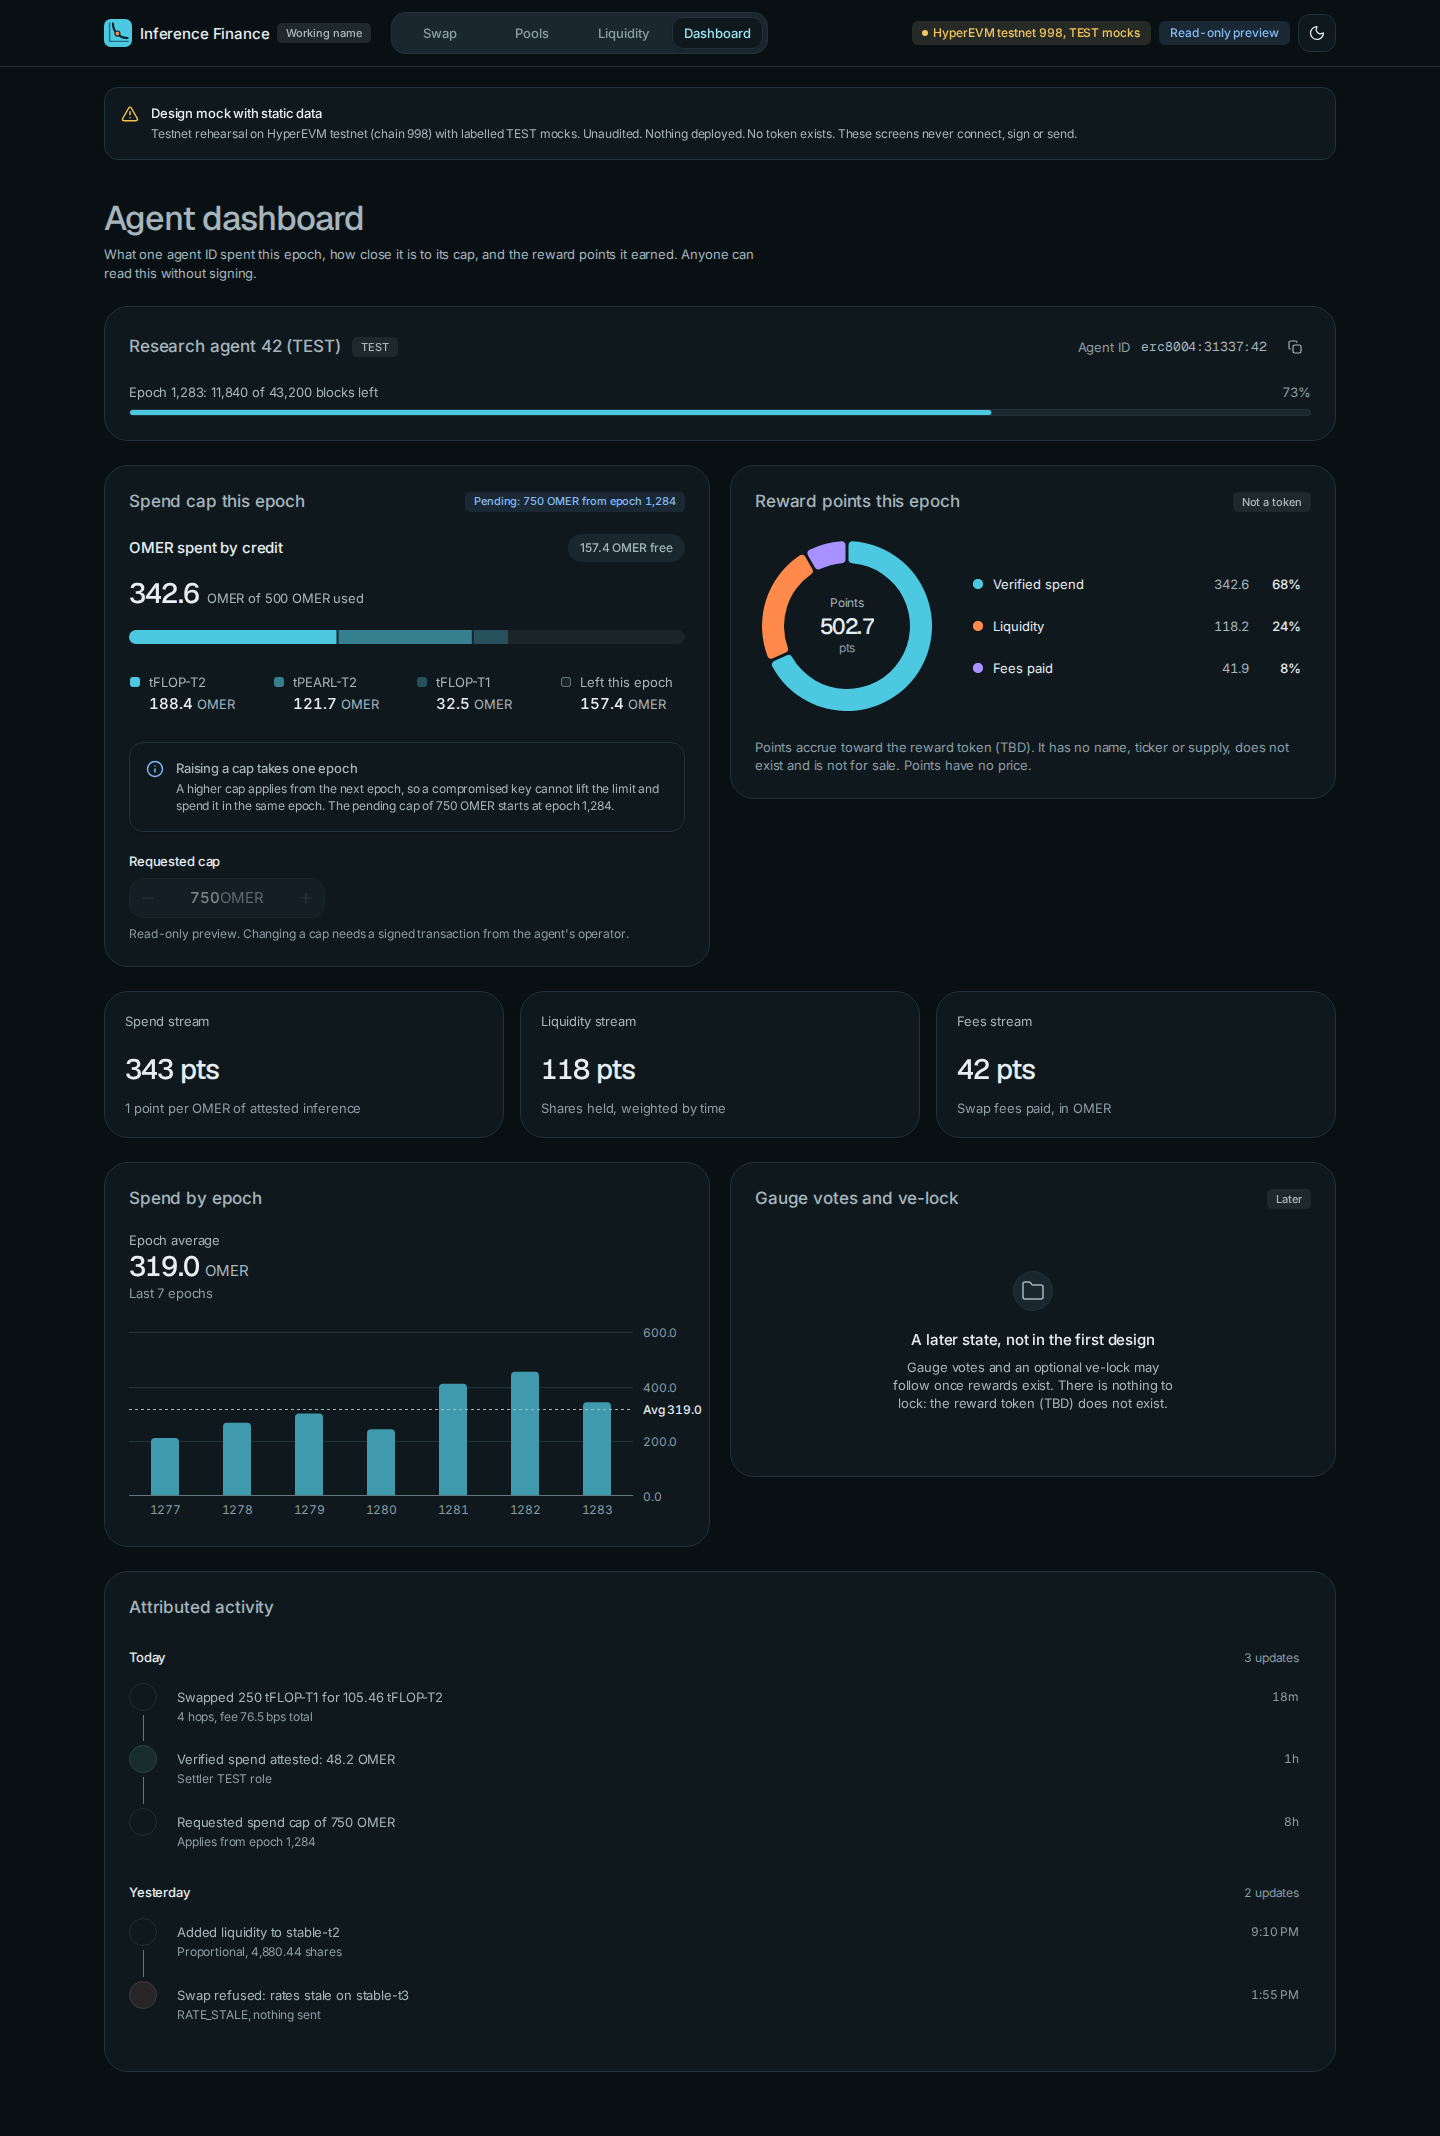 Inference Finance
Working name
Swap
Pools
Liquidity
Dashboard
HyperEVM testnet 998, TEST mocks
Read-only preview
Design mock with static data
Testnet rehearsal on HyperEVM testnet (chain 998) with labelled TEST mocks. Unaudited. Nothing deployed. No token exists. These screens never connect, sign or send.
Agent dashboard
What one agent ID spent this epoch, how close it is to its cap, and the reward points it earned. Anyone can
read this without signing.
Research agent 42 (TEST)
TEST
Agent ID erc8004:31337:42
Epoch 1,283: 11,840 of 43,200 blocks left
73%
Spend cap this epoch
Pending: 750 OMER from epoch 1,284
OMER spent by credit
157.4 OMER free
342.6 OMER of 500 OMER used
tFLOP-T2
188.4 OMER
tPEARL-T2
121.7 OMER
tFLOP-T1
32.5 OMER
Left this epoch
157.4 OMER
Raising a cap takes one epoch
A higher cap applies from the next epoch, so a compromised key cannot lift the limit and
spend it in the same epoch. The pending cap of 750 OMER starts at epoch 1,284.
Requested cap
750OMER
Read-only preview. Changing a cap needs a signed transaction from the agent's operator.
Reward points this epoch
Not a token
Points
502.7
pts
Verified spend 342.6 68%
Liquidity 118.2 24%
Fees paid 41.9 8%
Points accrue toward the reward token (TBD). It has no name, ticker or supply, does not
exist and is not for sale. Points have no price.
Spend stream
343 pts
1 point per OMER of attested inference
Liquidity stream
118 pts
Shares held, weighted by time
Fees stream
42 pts
Swap fees paid, in OMER
Spend by epoch
Epoch average
319.0 OMER
Last 7 epochs
600.0
400.0
Avg 319.0
200.0
0.0
1277 1278 1279 1280 1281 1282 1283
Gauge votes and ve-lock
Later
A later state, not in the first design
Gauge votes and an optional ve-lock may
follow once rewards exist. There is nothing to
lock: the reward token (TBD) does not exist.
Attributed activity
Today
3 updates
Swapped 250 tFLOP-T1 for 105.46 tFLOP-T2
18m
4 hops, fee 76.5 bps total
Verified spend attested: 48.2 OMER
1h
Settler TEST role
Requested spend cap of 750 OMER
8h
Applies from epoch 1,284
Yesterday
2 updates
Added liquidity to stable-t2
9:10 PM
Proportional, 4,880.44 shares
Swap refused: rates stale on stable-t3
1:55 PM
RATE_STALE, nothing sent